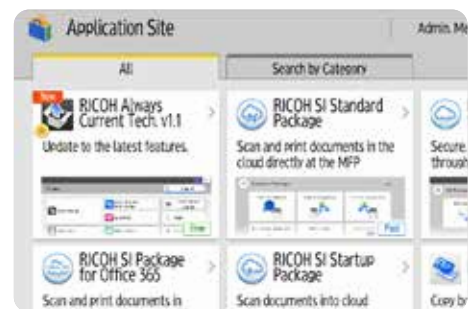 Application Site
Admin. Me
All
Search by Category
New
RICOH Always
Current Tech. v1.1
Update to the latest features.
Free
RICOH SI Standard
Package
Scan and print documents in the
cloud directly at the MFP
Paid
Secure
through
RICOH SI Package
for Office 365
Scan and print documents in
RICOH SI Startup
Package
Scan documents into cloud
Copy b